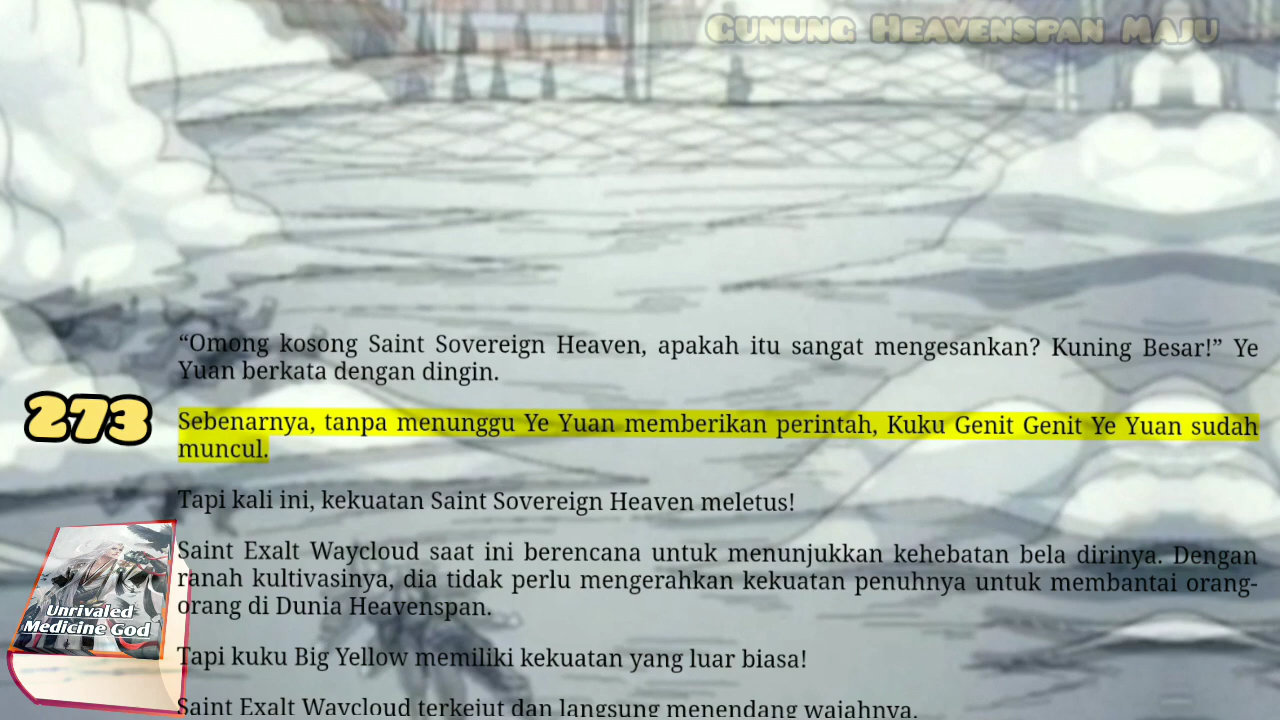 Gunung Heavenspan Maju
“Omong kosong Saint Sovereign Heaven, apakah itu sangat mengesankan? Kuning Besar!” Ye
Yuan berkata dengan dingin.
273
Sebenarnya, tanpa menunggu Ye Yuan memberikan perintah, Kuku Genit Genit Ye Yuan sudah
muncul.
Tapi kali ini, kekuatan Saint Sovereign Heaven meletus!
Saint Exalt Waycloud saat ini berencana untuk menunjukkan kehebatan bela dirinya. Dengan
ranah kultivasinya, dia tidak perlu mengerahkan kekuatan penuhnya untuk membantai orang-
orang di Dunia Heavenspan.
Unrivaled
Medicine God
Tapi kuku Big Yellow memiliki kekuatan yang luar biasa!
Saint Exalt Waycloud terkejut dan langsung menendang wajahnya.